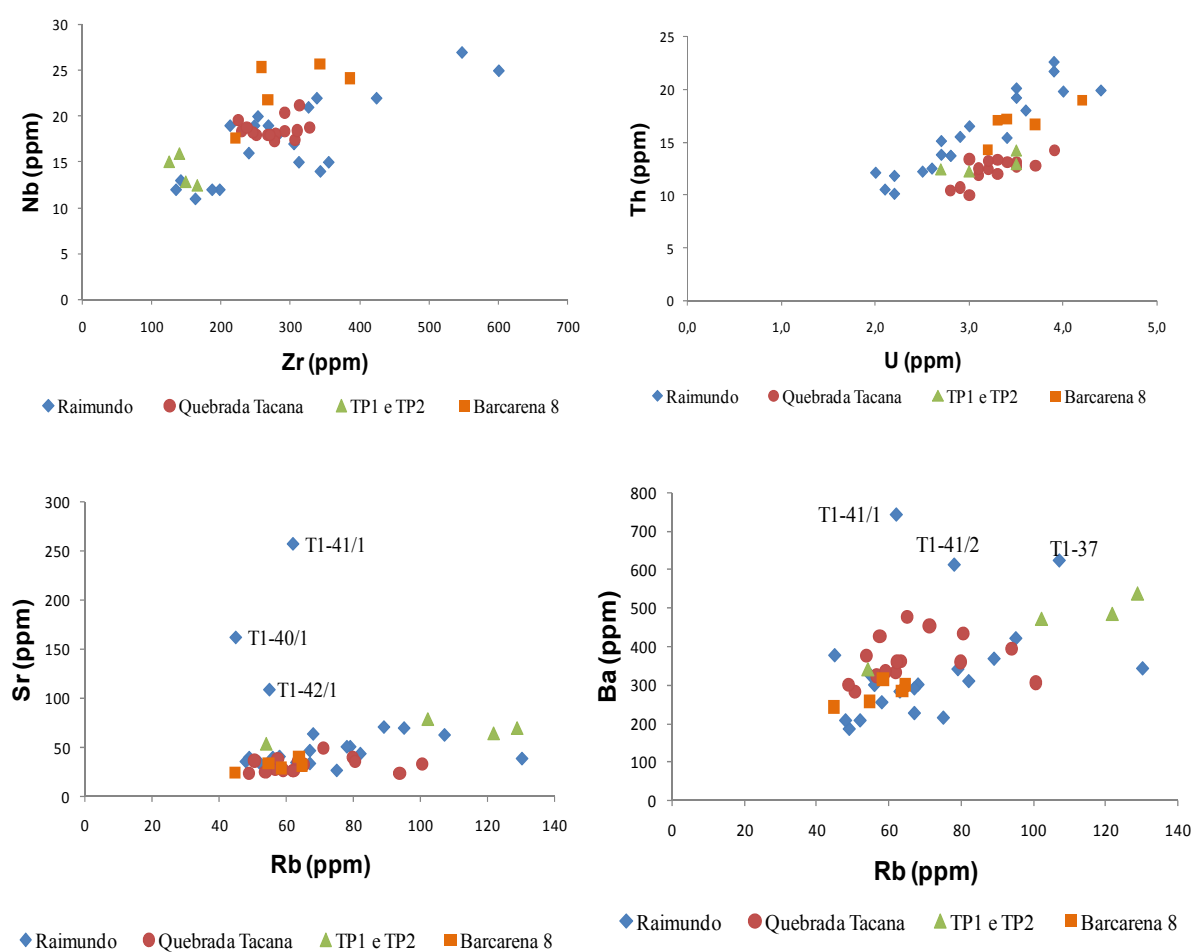 30
25
20
15
10
5
0
Nb (ppm)
0 100 200 300 400 500 600 700
Zr (ppm)
Raimundo Quebrada Tacana TP1 e TP2 Barcarena 8
25
20
15
10
5
0
Th (ppm)
0,0 1,0 2,0 3,0 4,0 5,0
U (ppm)
Raimundo Quebrada Tacana TP1 e TP2 Barcarena 8
300
250
200
150
100
50
0
Sr (ppm)
T1-41/1
T1-40/1
T1-42/1
0 20 40 60 80 100 120 140
Rb (ppm)
Raimundo Quebrada Tacana TP1 e TP2 Barcarena 8
800
700
600
500
400
300
200
100
0
Ba (ppm)
T1-41/1
T1-41/2
T1-37
0 20 40 60 80 100 120 140
Rb (ppm)
Raimundo Quebrada Tacana TP1 e TP2 Barcarena 8